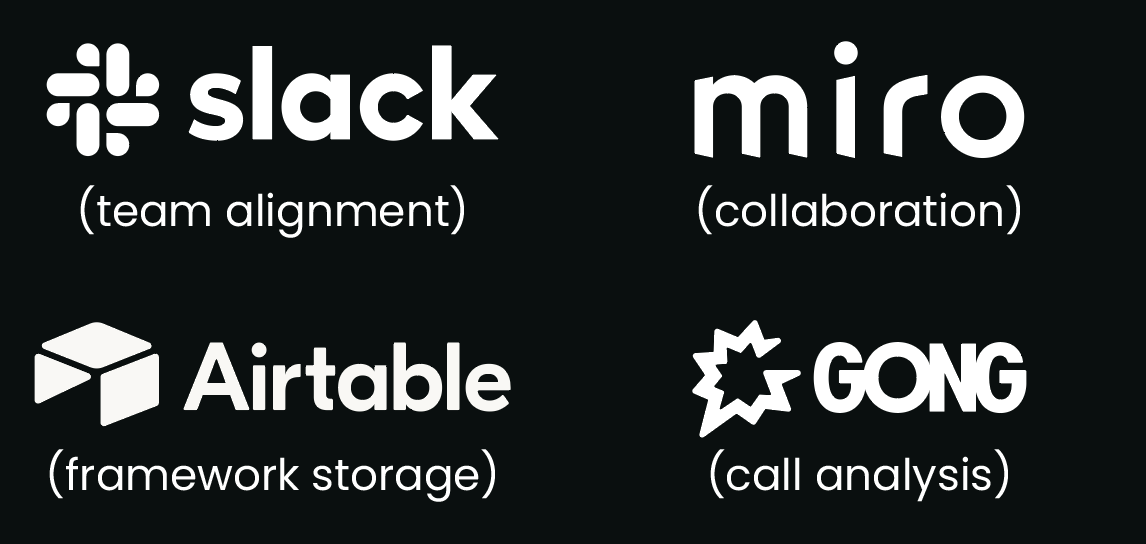 slack
(team alignment)
miro
(collaboration)
Airtable
(framework storage)
GONG
(call analysis)